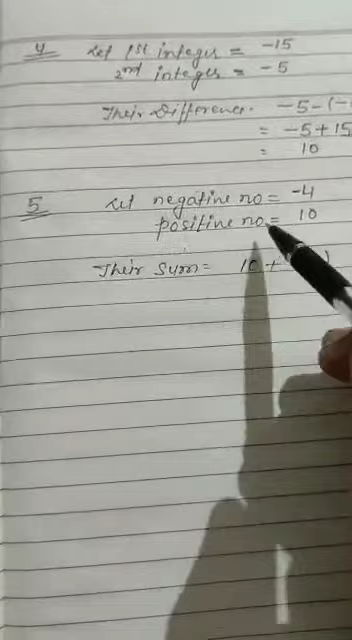 4 Let 1st integer = -15
2nd integer = -5
Their Difference. -5-(-1
= -5+15
= 10
5 Let negative no = -4
positive no = 10
Their Sum = 10 + )